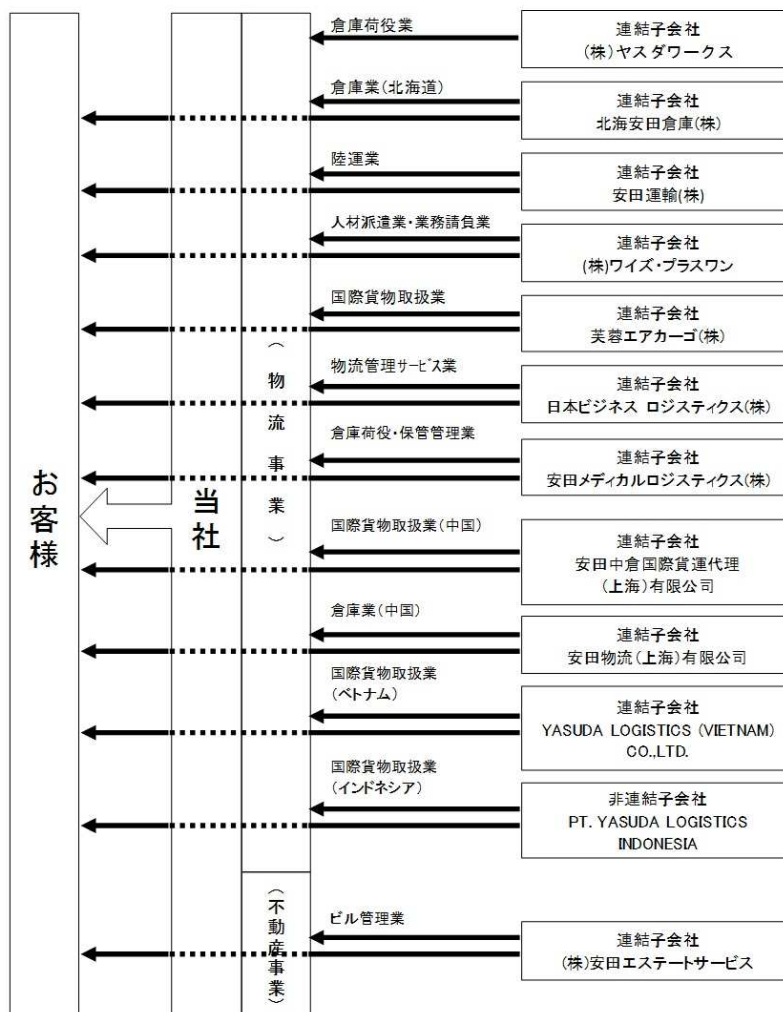 お客様
当社
（物流事業）
（不動産事業）
倉庫荷役業
連結子会社
(株)ヤスダワークス
倉庫業(北海道)
連結子会社
北海安田倉庫(株)
陸運業
連結子会社
安田運輸(株)
人材派遣業・業務請負業
連結子会社
(株)ワイズ・プラスワン
国際貨物取扱業
連結子会社
芙蓉エアカーゴ(株)
物流管理サービス業
連結子会社
日本ビジネス ロジスティクス(株)
倉庫荷役・保管管理業
連結子会社
安田メディカルロジスティクス(株)
国際貨物取扱業(中国)
連結子会社
安田中倉国際貨運代理
(上海)有限公司
倉庫業(中国)
連結子会社
安田物流(上海)有限公司
国際貨物取扱業
(ベトナム)
連結子会社
YASUDA LOGISTICS (VIETNAM)
CO.,LTD.
国際貨物取扱業
(インドネシア)
非連結子会社
PT. YASUDA LOGISTICS
INDONESIA
ビル管理業
連結子会社
(株)安田エステートサービス